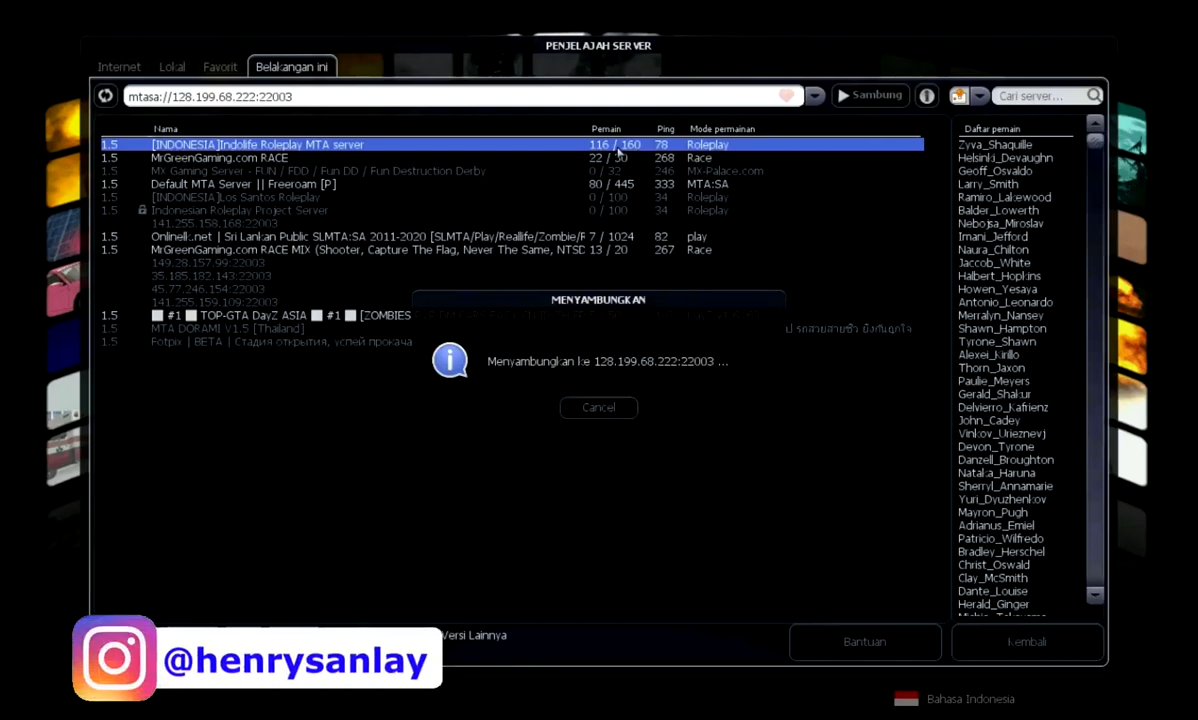 PENJELAJAH SERVER
Internet Lokal Favorit Belakangan ini
mtasa://128.199.68.222:22003 Sambung Cari server...
Nama Pemain Ping Mode permainan
1.5 [INDONESIA]Indolife Roleplay MTA server 116 / 160 78 Roleplay
1.5 MrGreenGaming.com RACE 22 / 30 268 Race
1.5 MX Gaming Server - FUN / FDD / Fun DD / Fun Destruction Derby 0 / 32 246 MX-Palace.com
1.5 Default MTA Server || Freeroam [P] 80 / 445 333 MTA:SA
1.5 [INDONESIA]Los Santos Roleplay 0 / 100 34 Roleplay
1.5 Indonesian Roleplay Project Server 0 / 100 34 Roleplay
141.255.158.168:22003
1.5 Onlinell:.net | Sri Lankan Public SLMTA:SA 2011-2020 [SLMTA/Play/Reallife/Zombie/F 7 / 1024 82 play
1.5 MrGreenGaming.com RACE MIX (Shooter, Capture The Flag, Never The Same, NTSD 13 / 20 267 Race
149.28.157.99:22003
35.185.182.143:22003
45.77.246.154:22003
141.255.159.109:22003
1.5 #1 TOP-GTA DayZ ASIA #1 [ZOMBIES
1.5 MTA DORAMI V1.5 [Thailand]
1.5 Fotpix | BETA | Стадия открытия, успей прокача
MENYAMBUNGKAN
Menyambungkan ke 128.199.68.222:22003 ...
Cancel
Daftar pemain
Zyva_Shaquille
Helsinki_Devaughn
Geoff_Osvaldo
Larry_Smith
Ramiro_Lakewood
Balder_Lowerth
Nebojsa_Miroslav
Imani_Jefford
Naura_Chilton
Jaccob_White
Halbert_Hopkins
Howen_Yesaya
Antonio_Leonardo
Merralyn_Nansey
Shawn_Hampton
Tyrone_Shawn
Alexei_Kirillo
Thorn_Jaxon
Paulie_Meyers
Gerald_Shakur
Delvierro_Kafrienz
John_Cadey
Vinkov_Urieznevj
Devon_Tyrone
Danzell_Broughton
Natalka_Haruna
Sherryl_Annamarie
Yuri_Dyuzhenkov
Mayron_Pugh
Adrianus_Emiel
Patricio_Wilfredo
Bradley_Herschel
Christ_Oswald
Clay_McSmith
Dante_Louise
Herald_Ginger
Versi Lainnya
Bantuan Kembali
@henrysanlay
Bahasa Indonesia